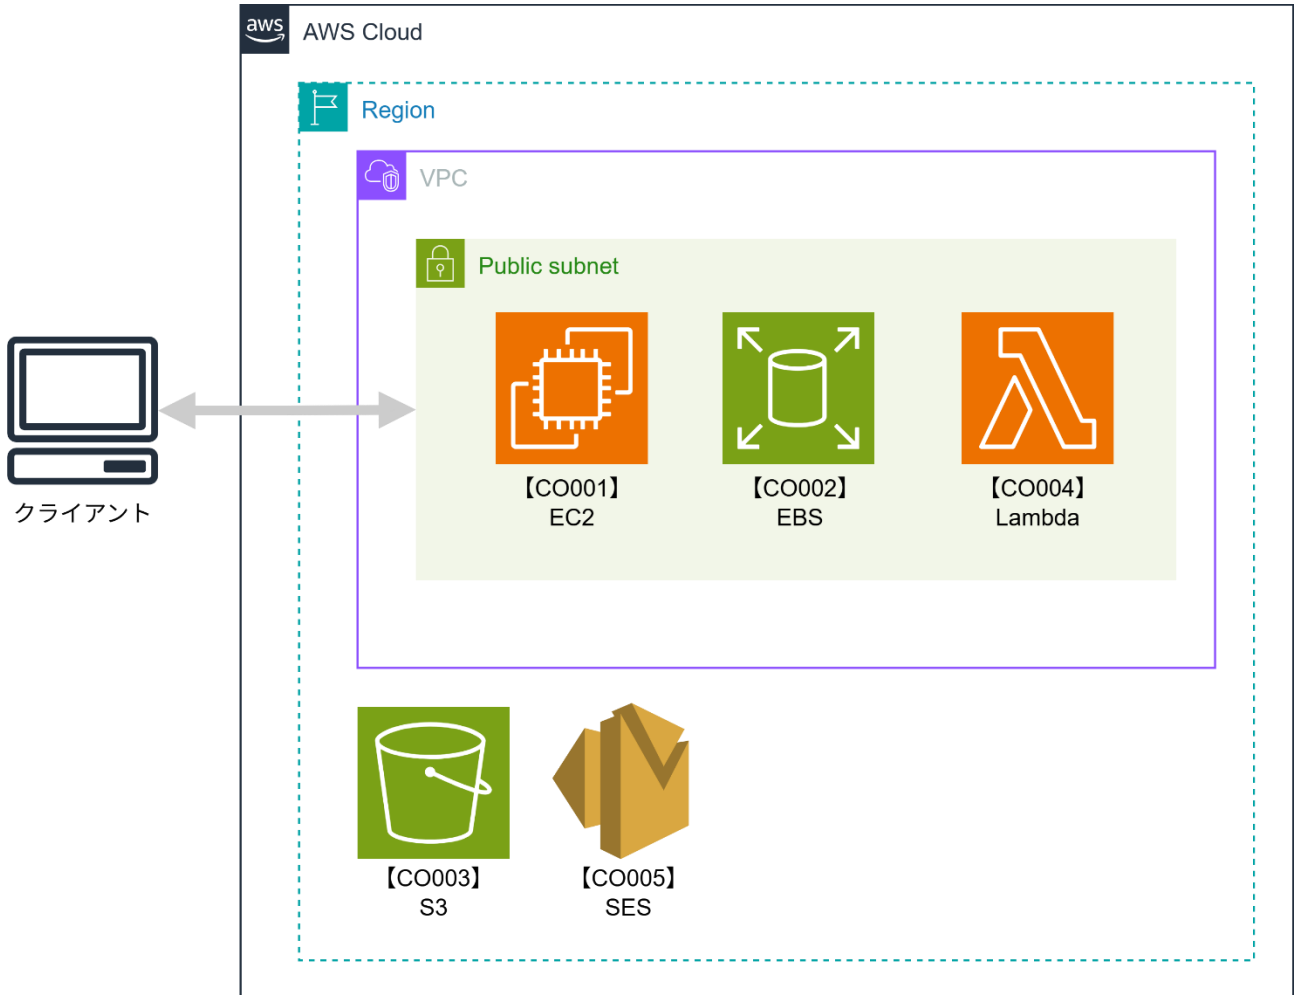 aws
AWS Cloud
Region
VPC
Public subnet
【CO001】
EC2
【CO002】
EBS
【CO004】
Lambda
クライアント
【CO003】
S3
【CO005】
SES